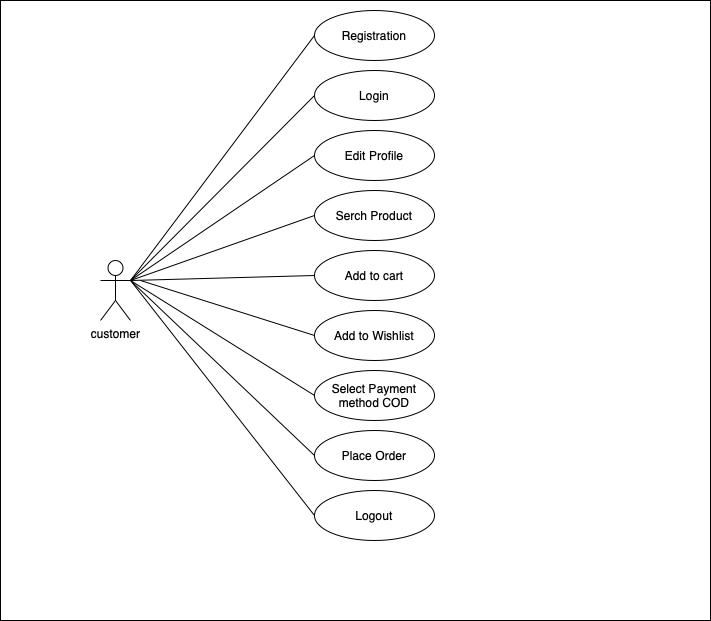 Registration
Login
Edit Profile
Serch Product
Add to cart
customer
Add to Wishlist
Select Payment
method COD
Place Order
Logout